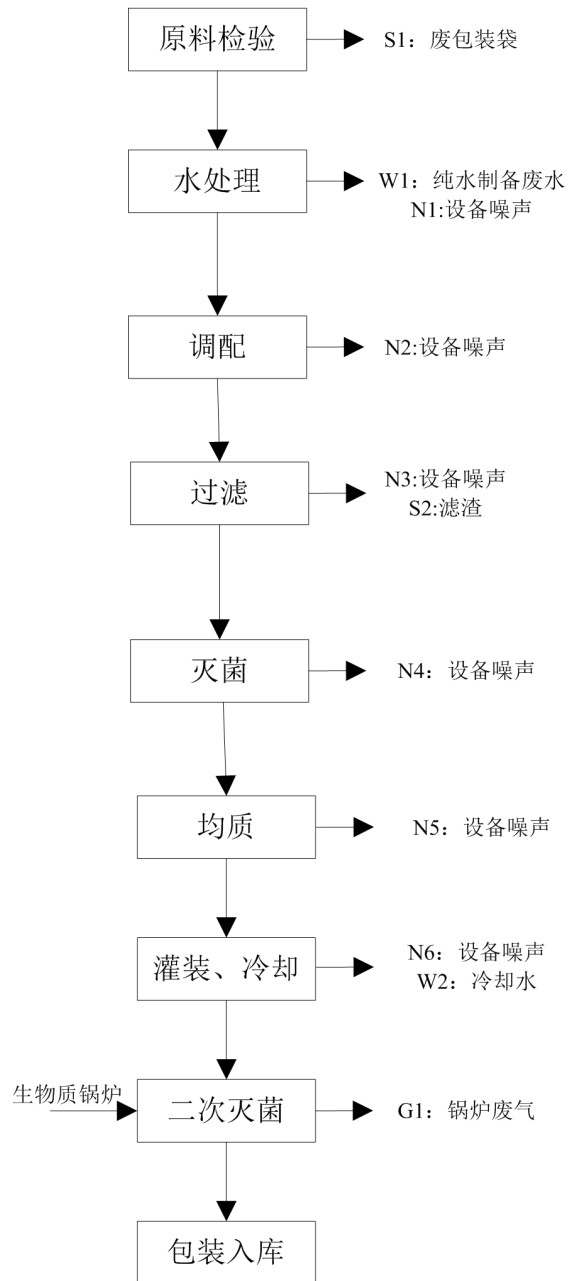 原料检验
S1：废包装袋
水处理
W1：纯水制备废水
N1:设备噪声
调配
N2:设备噪声
过滤
N3:设备噪声
S2:滤渣
灭菌
N4：设备噪声
均质
N5：设备噪声
灌装、冷却
N6：设备噪声
W2：冷却水
生物质锅炉
二次灭菌
G1：锅炉废气
包装入库